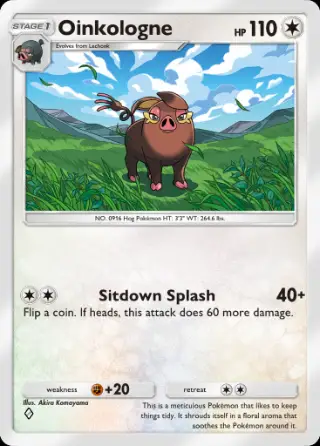 STAGE 1 Oinkologne HP 110
Evolves from Lechonk
NO. 0916 Hog Pokémon HT: 3'3" WT: 264.6 lbs.
Sitdown Splash 40+
Flip a coin. If heads, this attack does 60 more damage.
weakness +20 retreat
Illus. Akira Komayama
This is a meticulous Pokémon that likes to keep
things tidy. It shrouds itself in a floral aroma that
soothes the Pokémon around it.